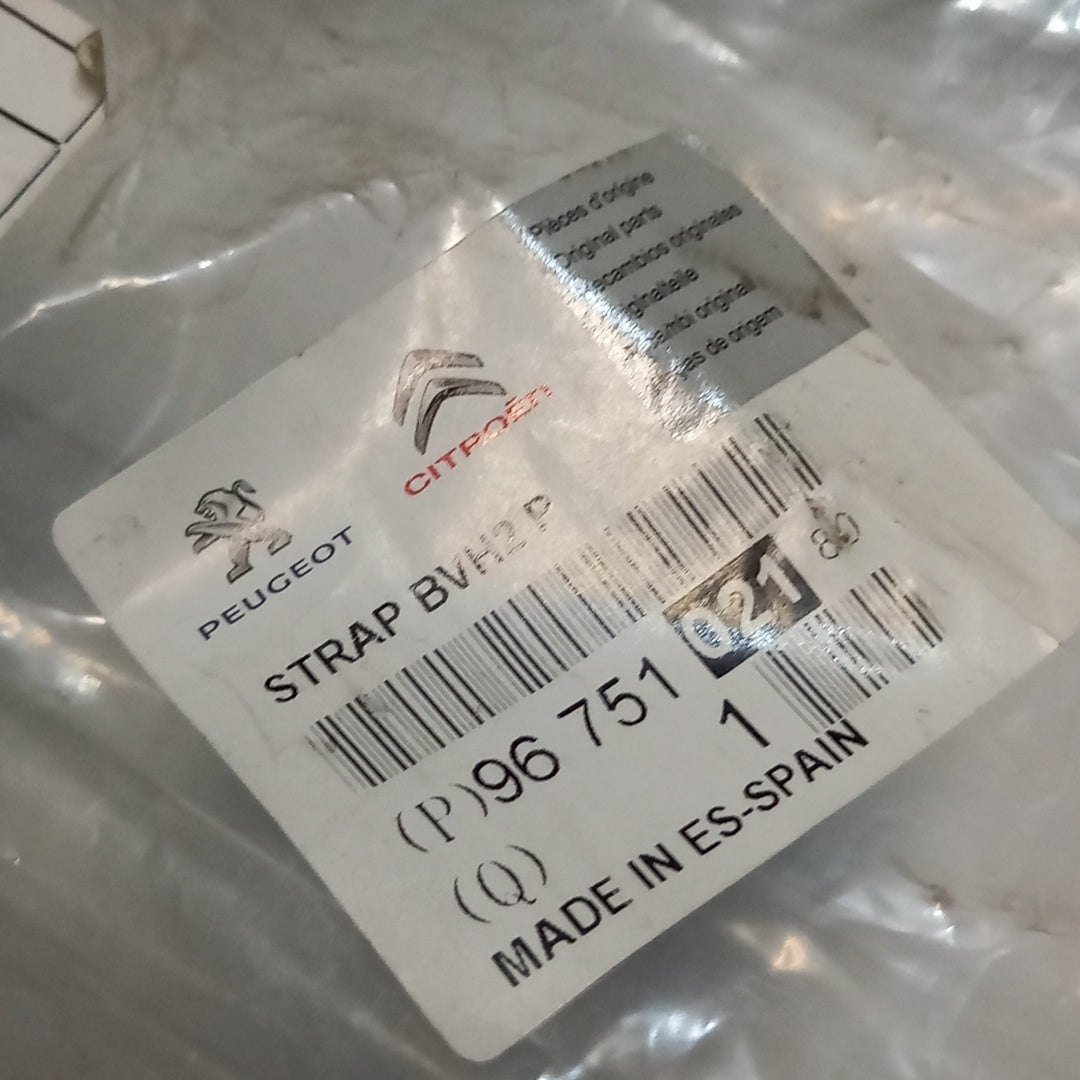 Pièces d'origine
Original parts
Recambios originales
Originalteile
Ricambi originali
Peças de origem
CITROËN
PEUGEOT
STRAP BVH2 P
(P)96 751 021 80
(Q) 1
MADE IN ES-SPAIN